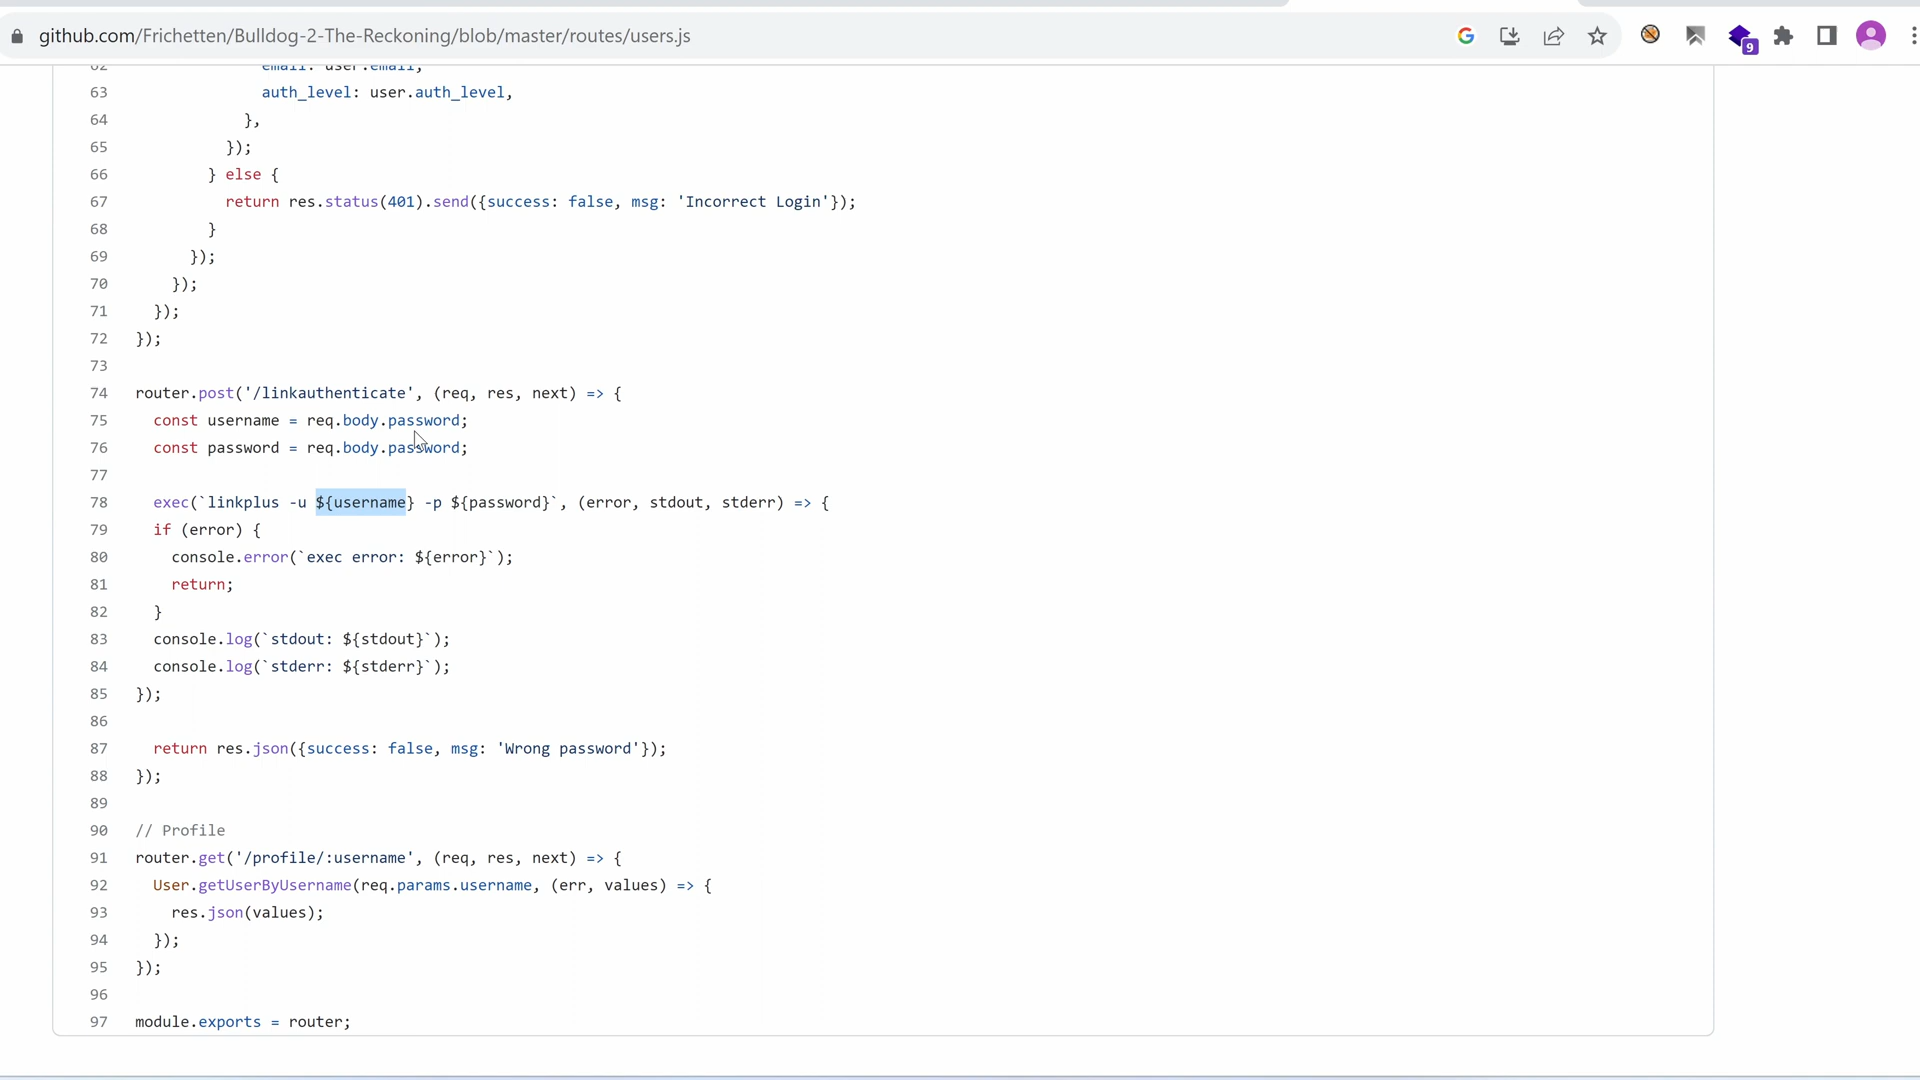 github.com/Frichetten/Bulldog-2-The-Reckoning/blob/master/routes/users.js
9
62 email: user.email,
63 auth_level: user.auth_level,
64 },
65 });
66 } else {
67 return res.status(401).send({success: false, msg: 'Incorrect Login'});
68 }
69 });
70 });
71 });
72 });
73
74 router.post('/linkauthenticate', (req, res, next) => {
75 const username = req.body.password;
76 const password = req.body.password;
77
78 exec(`linkplus -u ${username} -p ${password}`, (error, stdout, stderr) => {
79 if (error) {
80 console.error(`exec error: ${error}`);
81 return;
82 }
83 console.log(`stdout: ${stdout}`);
84 console.log(`stderr: ${stderr}`);
85 });
86
87 return res.json({success: false, msg: 'Wrong password'});
88 });
89
90 // Profile
91 router.get('/profile/:username', (req, res, next) => {
92 User.getUserByUsername(req.params.username, (err, values) => {
93 res.json(values);
94 });
95 });
96
97 module.exports = router;